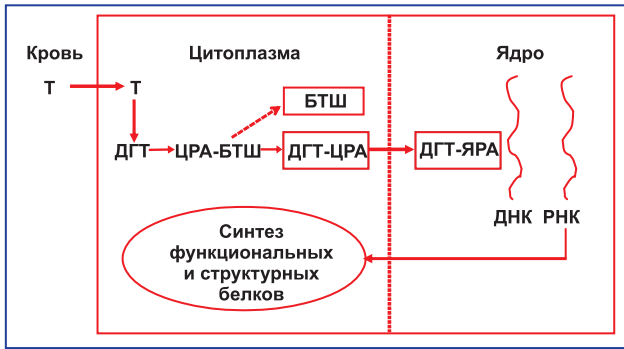 Кровь
Цитоплазма
Ядро
Т
Т
БТШ
ДГТ
ЦРА-БТШ
ДГТ-ЦРА
ДГТ-ЯРА
ДНК
РНК
Синтез
функциональных
и структурных
белков